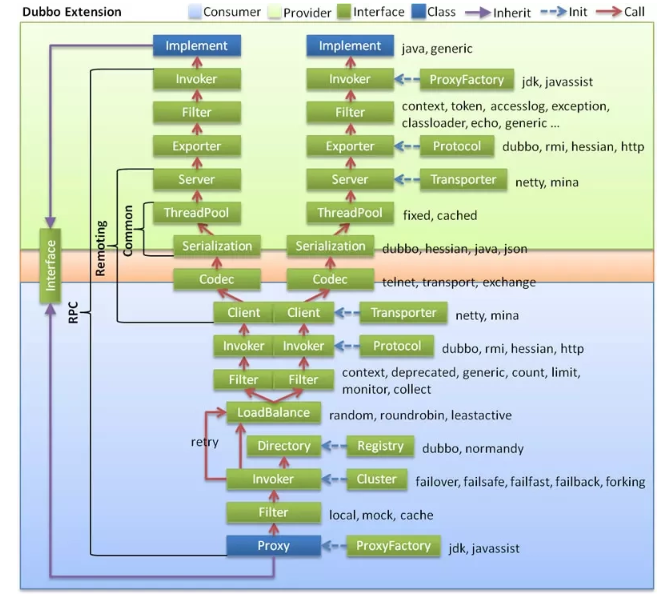 Dubbo Extension Consumer Provider Interface Class Inherit Init Call
Implement Implement java, generic
Invoker Invoker ProxyFactory jdk, javassist
Filter Filter context, token, accesslog, exception,
classloader, echo, generic ...
Exporter Exporter Protocol dubbo, rmi, hessian, http
Server Server Transporter netty, mina
ThreadPool ThreadPool fixed, cached
Serialization Serialization dubbo, hessian, java, json
Codec Codec telnet, transport, exchange
Interface
RPC
Remoting
Common
Client Client Transporter netty, mina
Invoker Invoker Protocol dubbo, rmi, hessian, http
Filter Filter context, deprecated, generic, count, limit,
monitor, collect
LoadBalance random, roundrobin, leastactive
retry
Directory Registry dubbo, normandy
Invoker Cluster failover, failsafe, failfast, failback, forking
Filter local, mock, cache
Proxy ProxyFactory jdk, javassist